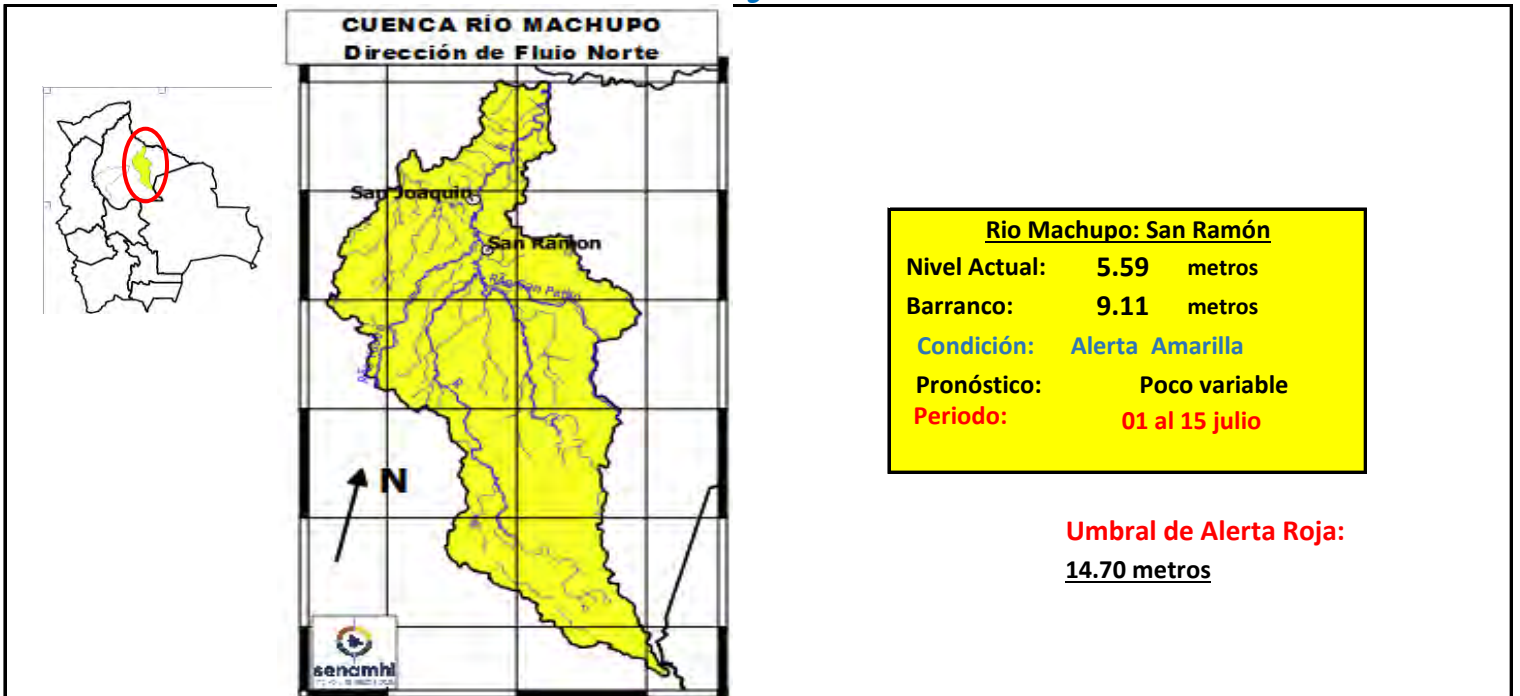 CUENCA RÍO MACHUPO
Dirección de Fluio Norte
San Joaquin
San Ramon
N
senamhi
Rio Machupo: San Ramón
Nivel Actual: 5.59 metros
Barranco: 9.11 metros
Condición: Alerta Amarilla
Pronóstico: Poco variable
Periodo: 01 al 15 julio
Umbral de Alerta Roja:
14.70 metros